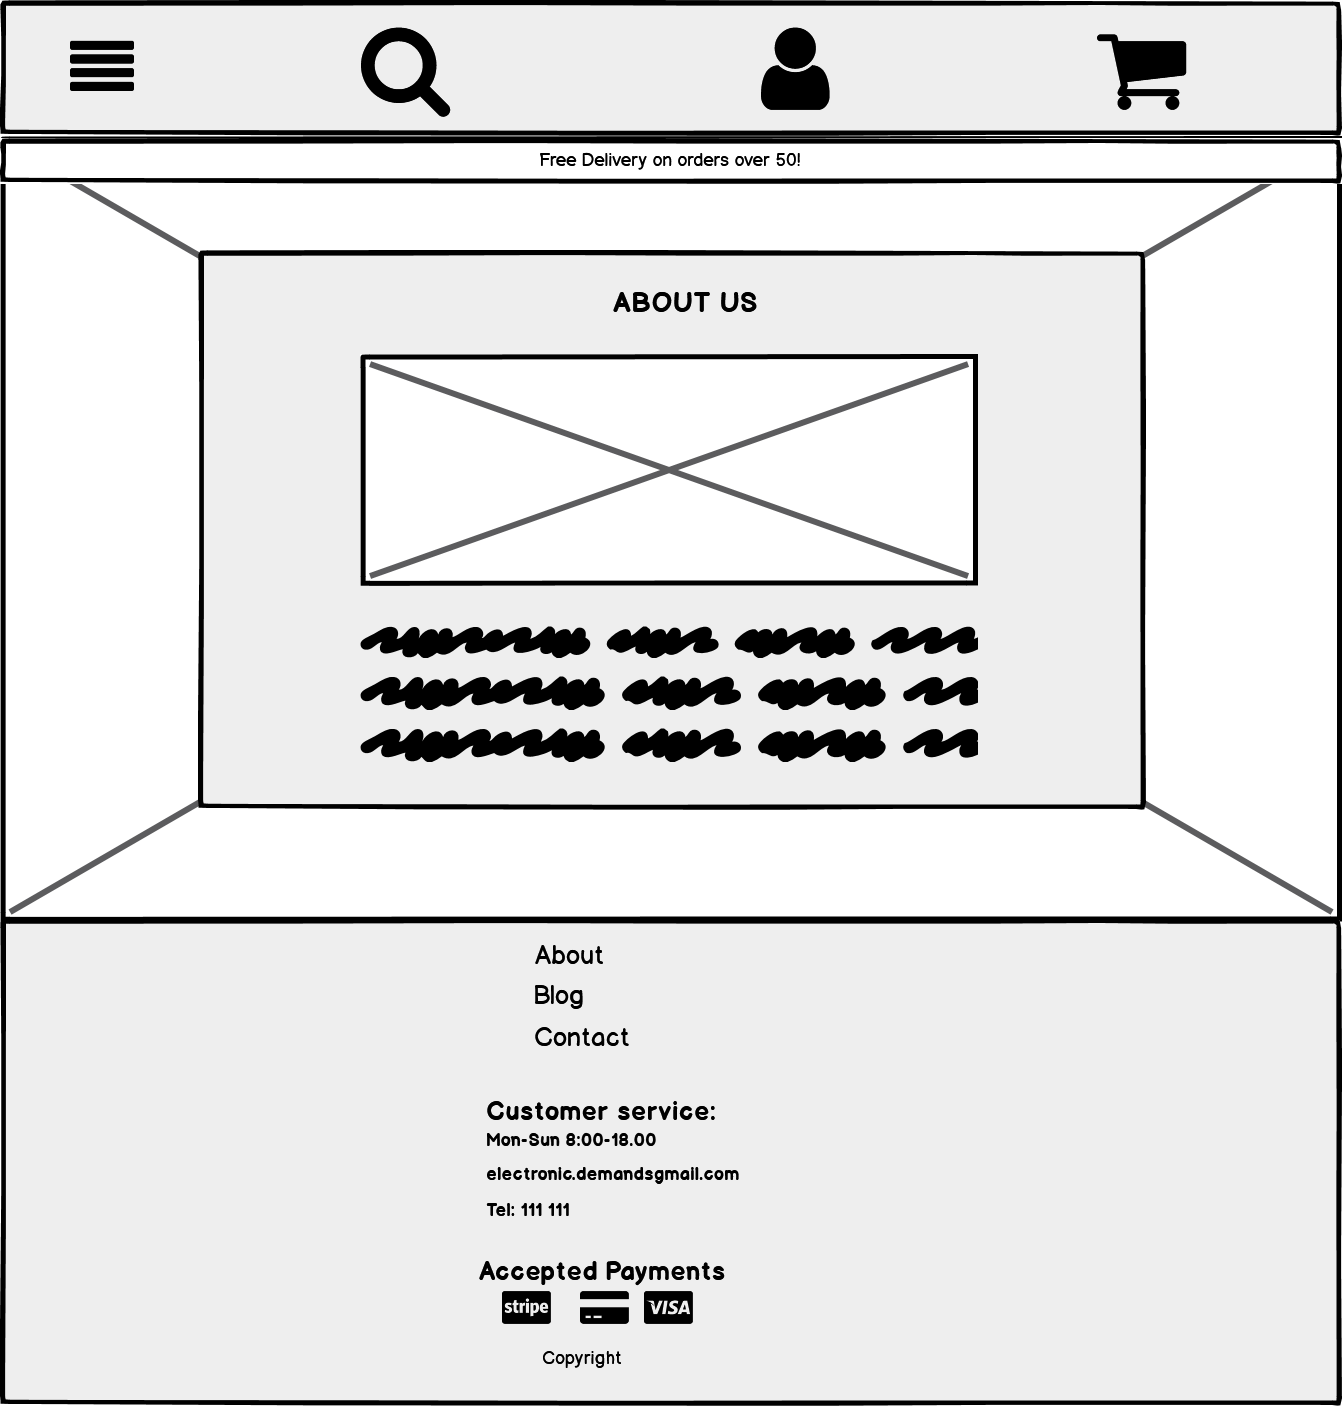 Free Delivery on orders over 50!
ABOUT US
About
Blog
Contact
Customer service:
Mon-Sun 8:00-18.00
electronic.demandsgmail.com
Tel: 111 111
Accepted Payments
stripe VISA
Copyright